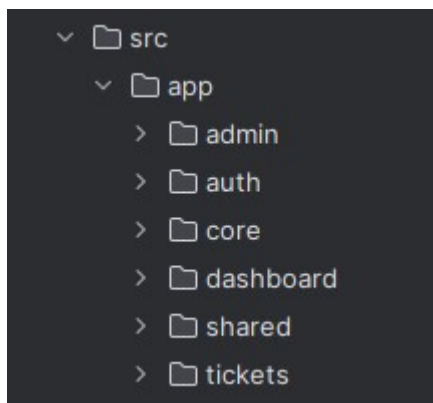 src
app
admin
auth
core
dashboard
shared
tickets